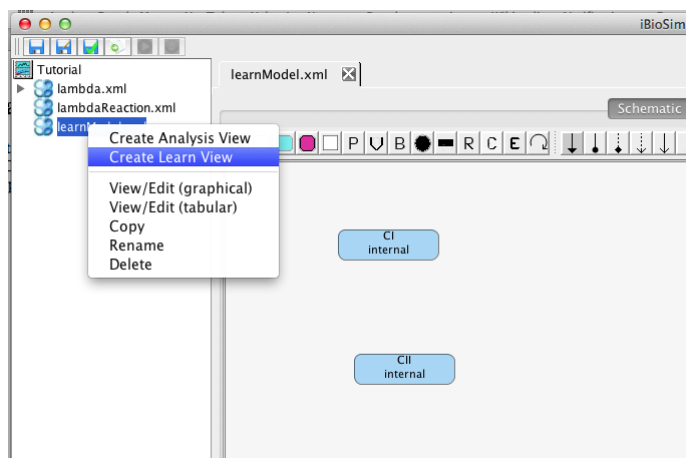 iBioSim
Tutorial
lambda.xml
lambdaReaction.xml
learnModel.xml
Schematic
P V B R C E
Create Analysis View
Create Learn View
View/Edit (graphical)
View/Edit (tabular)
Copy
Rename
Delete
CI
internal
CII
internal